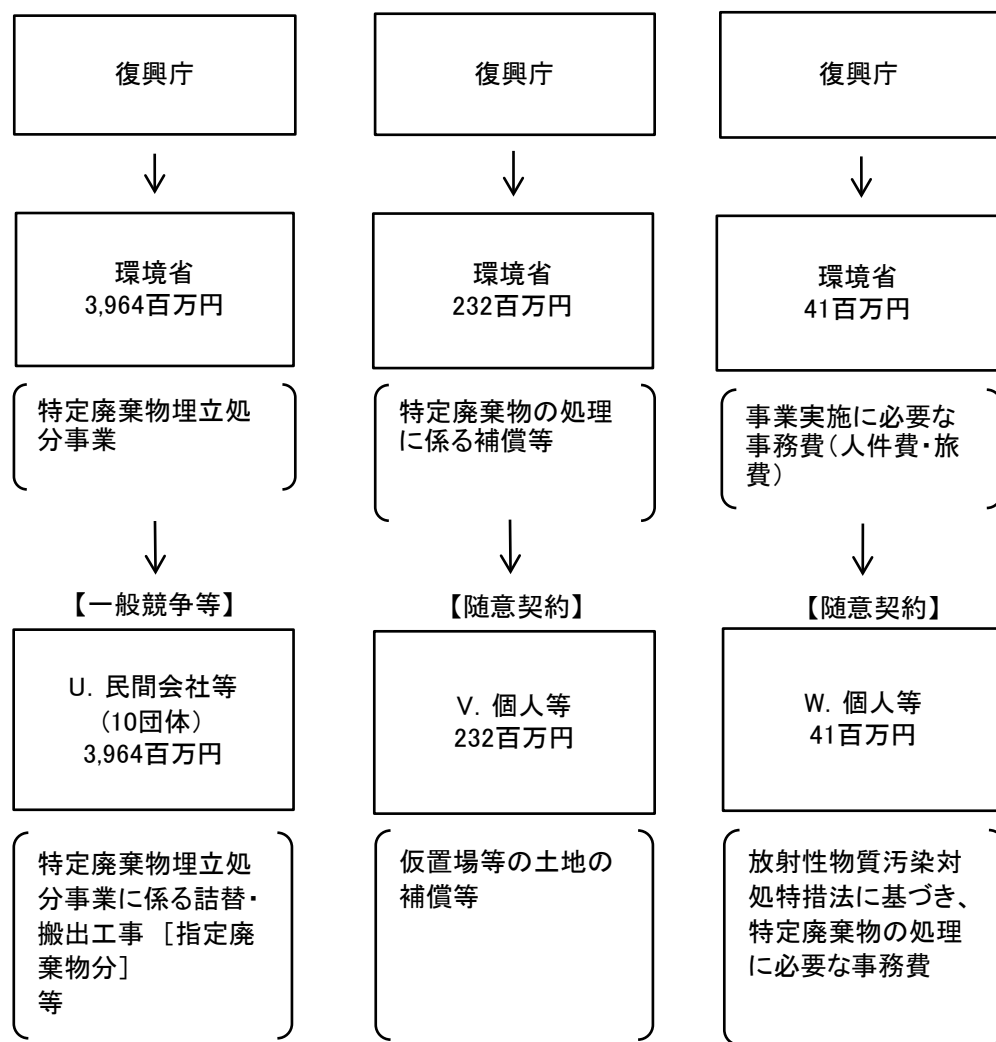 復興庁
環境省
3,964百万円
特定廃棄物埋立処
分事業
【一般競争等】
U. 民間会社等
(10団体)
3,964百万円
特定廃棄物埋立処
分事業に係る詰替・
搬出工事 [指定廃
棄物分]
等
復興庁
環境省
232百万円
特定廃棄物の処理
に係る補償等
【随意契約】
V. 個人等
232百万円
仮置場等の土地の
補償等
復興庁
環境省
41百万円
事業実施に必要な
事務費(人件費・旅
費)
【随意契約】
W. 個人等
41百万円
放射性物質汚染対
処特措法に基づき、
特定廃棄物の処理
に必要な事務費